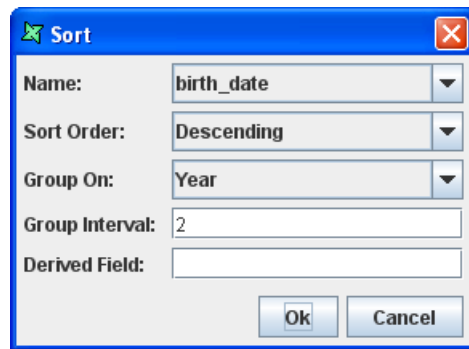 Sort
Name: birth_date
Sort Order: Descending
Group On: Year
Group Interval: 2
Derived Field:
Ok Cancel